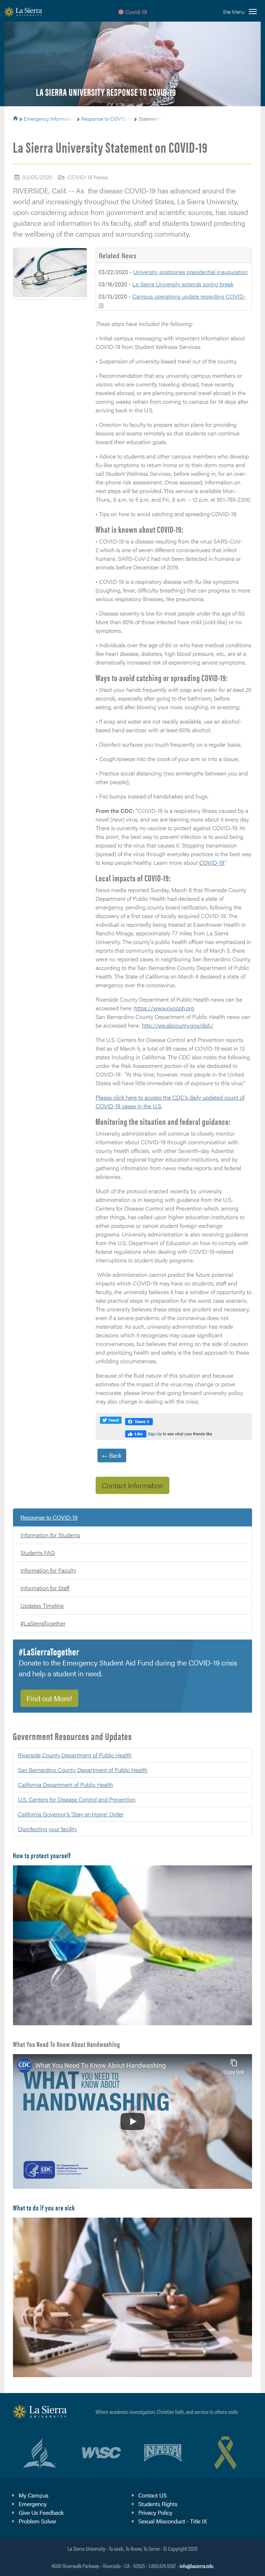 La Sierra
UNIVERSITY
Covid-19
Site Menu
LA SIERRA UNIVERSITY RESPONSE TO COVID-19
Emergency Informat
Response to COVID-
Statemen
La Sierra University Statement on COVID-19
03/05/2020 COVID-19 News
RIVERSIDE, Calif. -- As the disease COVID-19 has advanced around the
world and increasingly throughout the United States, La Sierra University,
upon considering advice from governmental and scientific sources, has issued
guidance and information to students, faculty and staff directed toward protecting
the wellbeing of the campus and surrounding community.
Related News
03/22/2020 - University postpones presidential inauguration
03/16/2020 - La Sierra University extends spring break
03/13/2020 - Campus operations update regarding COVID-
19
These steps have included the following:
• Initial campus messaging with important information about
COVID-19 from Student Wellness Services.
• Suspension of university-based travel out of the country.
• Recommendation that any university campus members or
visitors who are currently traveling abroad, have recently
traveled abroad, or are planning personal travel abroad in the
coming weeks refrain from coming to campus for 14 days after
arriving back in the U.S.
• Direction to faculty to prepare action plans for providing
lessons and exams remotely so that students can continue
toward their education goals.
• Advice to students and other campus members who develop
flu-like symptoms to return home or to their dorm rooms and
call Student Wellness Services before visiting in-person for an
over-the-phone risk assessment. Once assessed, information on
next steps will be provided. This service is available Mon -
Thurs., 8 a.m. to 5 p.m. and Fri., 8 a.m. – 12 p.m. at 951-785-2200.
• Tips on how to avoid catching and spreading COVID-19.
What is known about COVID-19:
• COVID-19 is a disease resulting from the virus SARS-CoV-
2 which is one of seven different coronaviruses that infect
humans. SARS-CoV-2 had not been detected in humans or
animals before December of 2019.
• COVID-19 is a respiratory disease with flu-like symptoms
(coughing, fever, difficulty breathing) that can progress to more
serious respiratory illnesses, like pneumonia.
• Disease severity is low for most people under the age of 60.
More than 80% of those infected have mild (cold-like) or no
symptoms.
• Individuals over the age of 60 or who have medical conditions
like heart disease, diabetes, high blood pressure, etc., are at a
dramatically increased risk of experiencing severe symptoms.
Ways to avoid catching or spreading COVID-19:
• Wash your hands frequently with soap and water for at least 20
seconds, especially after going to the bathroom, before
eating, and after blowing your nose, coughing, or sneezing;
• If soap and water are not readily available, use an alcohol-
based hand sanitizer with at least 60% alcohol;
• Disinfect surfaces you touch frequently on a regular basis;
• Cough/sneeze into the crook of your arm or into a tissue;
• Practice social distancing (two arm lengths between you and
other people);
• Fist bumps instead of handshakes and hugs.
From the CDC: "COVID-19 is a respiratory illness caused by a
novel (new) virus, and we are learning more about it every day.
There is currently no vaccine to protect against COVID-19. At
this point, the best way to prevent infection is to avoid being
exposed to the virus that causes it. Stopping transmission
(spread) of the virus through everyday practices is the best way
to keep people healthy. Learn more about COVID-19."
Local impacts of COVID-19:
News media reported Sunday, March 8 that Riverside County
Department of Public Health had declared a
emergency, pending county board ratification, following the
discovery of a first case of locally acquired COVID-19. The
individual is being treated at Eisenhower Health in
Rancho Mirage, approximately 77 miles from La Sierra
University. The county's public health officer has emphasized
that risk to community is low. As of March 5, there
were no reported coronavirus cases in San Bernardino County,
according to the San Bernardino County Department of Public
Health. The State of California on March 4 declared a state of
emergency over the coronavirus.
Riverside County Department of Public Health news can be
accessed here: https://www.rivcoph.org
San Bernardino County Department of Public Health news can
be accessed here: http://wp.sbcounty.gov/dph/
The U.S. Centers for Disease Control and Prevention reports
that as of March 5, a total of 99 cases of COVID-19 exist in 13
states including in California. The CDC states that as noted
under the Risk Assessment portion of its site dedicated to
COVID-19: "At this time, however, most people in the United
States will have little immediate risk of exposure to this virus."
Please click here to access the CDC's daily updated count of
COVID-19 cases in the U.S.
Monitoring the situation and federal guidance:
University administration will continue to closely monitor
information about COVID-19 through communication with
county health officials, with other Seventh-day Adventist
schools and regional higher education institutions, and by
gathering information from news media and federal
advisories.
Much of the protocol enacted recently by university
administration is in keeping with guidance from the U.S.
Centers for Disease Control and Prevention which, among
other things, has called upon higher education institutions to
either postpone or cancel student foreign exchange
programs. University administration is also receiving guidance
from the U.S. Department of Education on how to comply with
federal regulations when dealing with COVID-19-related
interruptions to student study programs.
While administration cannot predict the future potential
impacts which COVID-19 may have on students, staff and
faculty, the university believes it has a responsibility to take
practical steps in preparation for the worst case scenario.
The university believes these steps are prudent and necessary,
even if the ultimate scope of the coronavirus does not
materialize. As such, university administration will base
decisions which it recognizes may cause significant
inconveniences, but believes that erring on the side of caution
and prioritizing the health and safety is the best choice to offset
unforeseen circumstances.
Because of the fluid nature of this situation and because
estimates of the impact of the virus may change or prove
incorrect, please know that going forward university policy
may also change in dealing with the crisis.
Tweet
Share 3
Like Sign Up to see what your friends like.
← Back
Contact Information
Response to COVID-19
Information for Students
Students FAQ
Information for Faculty
Information for Staff
Updates Timeline
#LaSierraTogether
#LaSierraTogether
Donate to the Emergency Student Aid Fund during the COVID-19 crisis
and help a student in need.
Find out More!
Government Resources and Updates
Riverside County Department of Public Health
San Bernardino County Department of Public Health
California Department of Public Health
U.S. Centers for Disease Control and Prevention
California Governor's 'Stay-at-Home' Order
Disinfecting your facility
How to protect yourself
What You Need To Know About Handwashing
CDC
What You Need To Know About Handwashing
Copy link
WHAT YOU NEED TO KNOW ABOUT
HANDWASHING
CDC
What to do if you are sick
La Sierra
UNIVERSITY
Where academic investigation, Christian faith, and service to others unite
WASC
My Campus
Emergency
Give Us Feedback
Problem Solver
Contact US
Students Rights
Privacy Policy
Sexual Misconduct - Title IX
La Sierra University - To seek, To Know, To Serve - © Copyright 2020
4500 Riverwalk Parkway - Riverside - CA - 92505 - 1.800.874.5587 - info@lasierra.edu